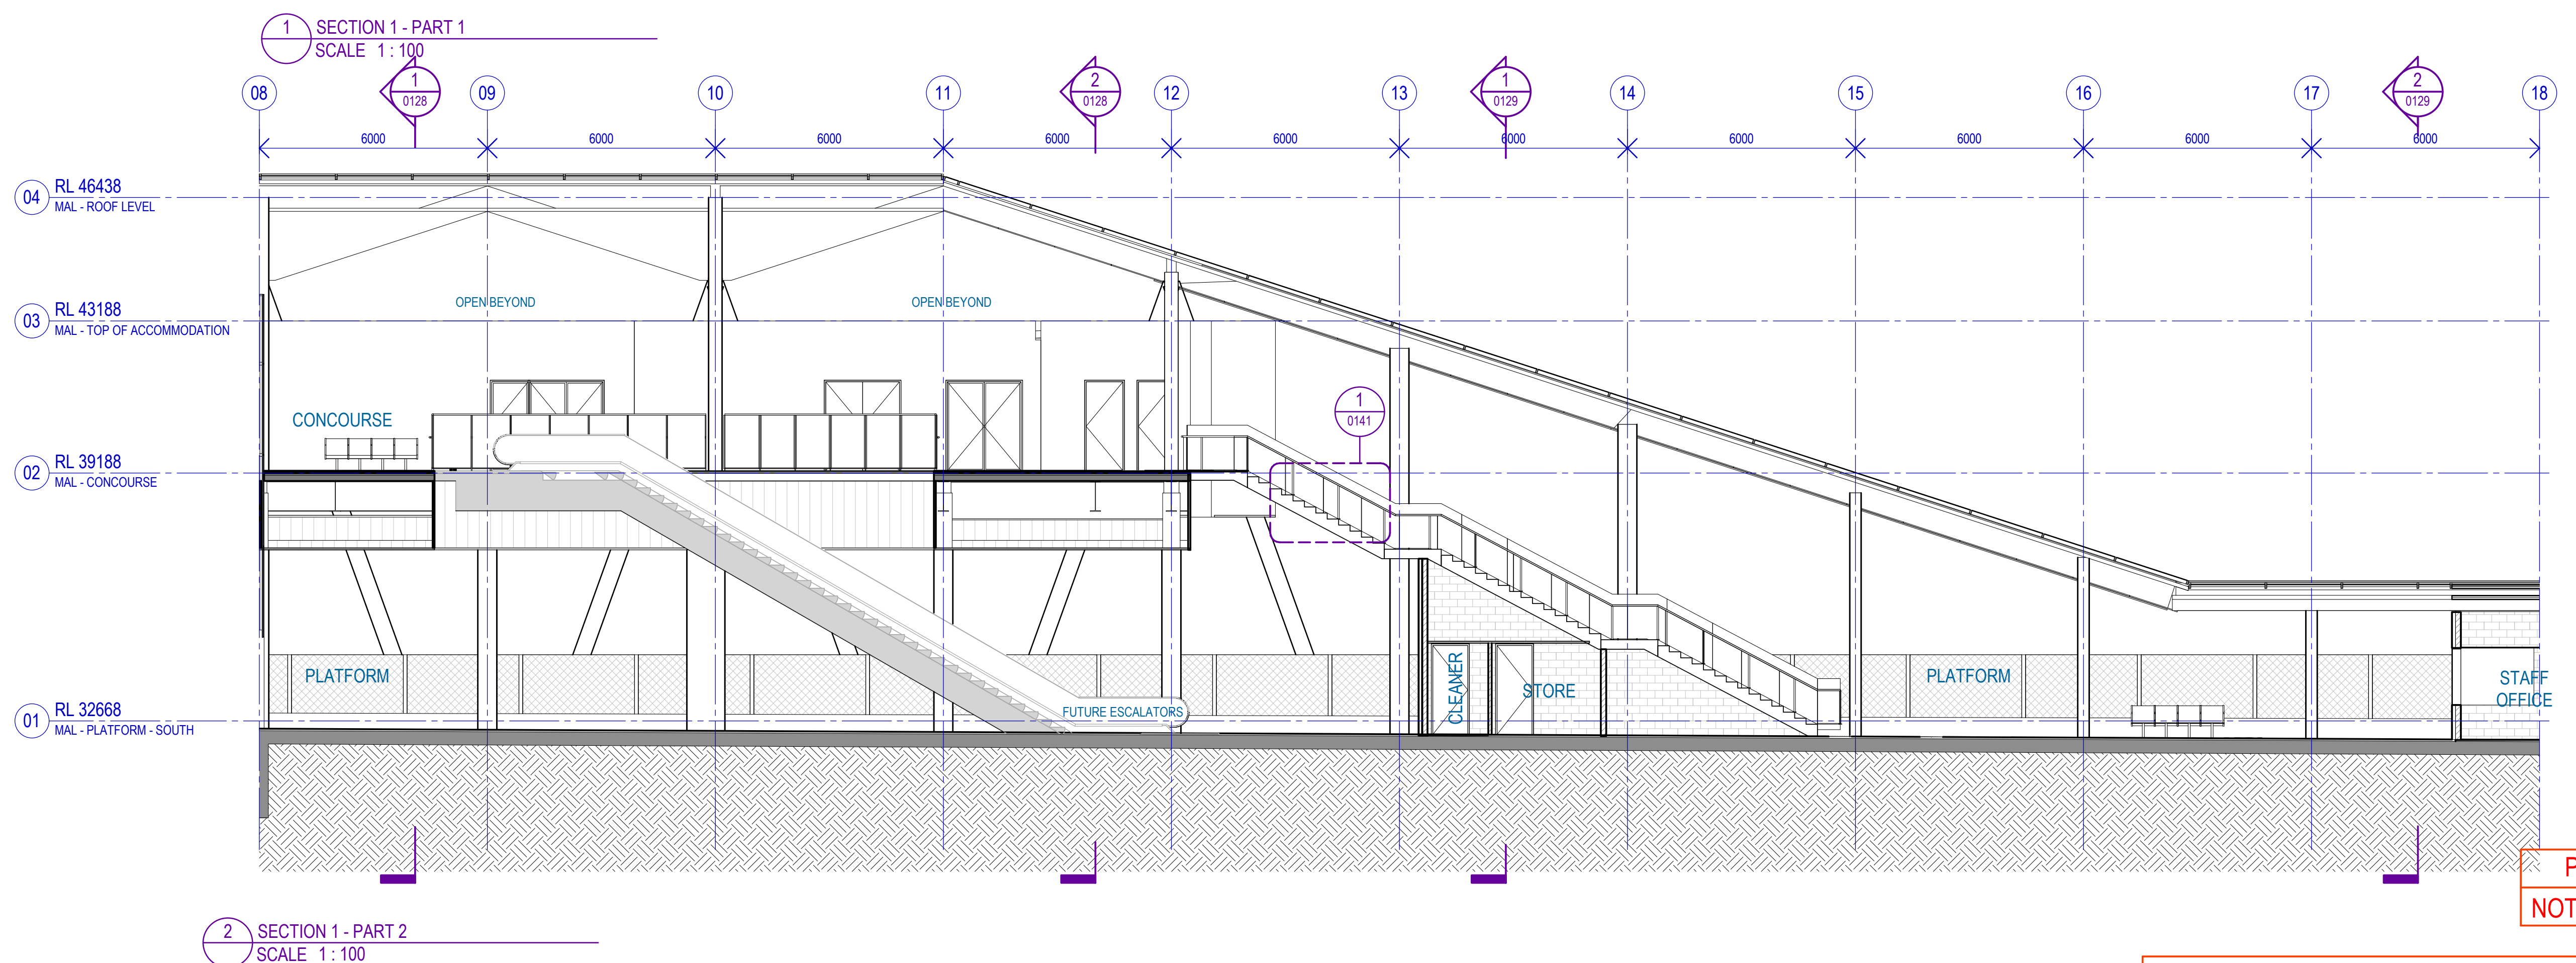 1 SECTION 1 - PART 1
SCALE 1 : 100
1
0128
2
0128
1
0129
2
0129
08 09 10 11 12 13 14 15 16 17 18
6000 6000 6000 6000 6000 6000 6000 6000 6000 6000
04 RL 46438
MAL - ROOF LEVEL
OPEN BEYOND OPEN BEYOND
03 RL 43188
MAL - TOP OF ACCOMMODATION
1
0141
CONCOURSE
02 RL 39188
MAL - CONCOURSE
PLATFORM
CLEANER
STORE
PLATFORM
STAFF
OFFICE
FUTURE ESCALATORS
01 RL 32668
MAL - PLATFORM - SOUTH
P
NOT
2 SECTION 1 - PART 2
SCALE 1 : 100